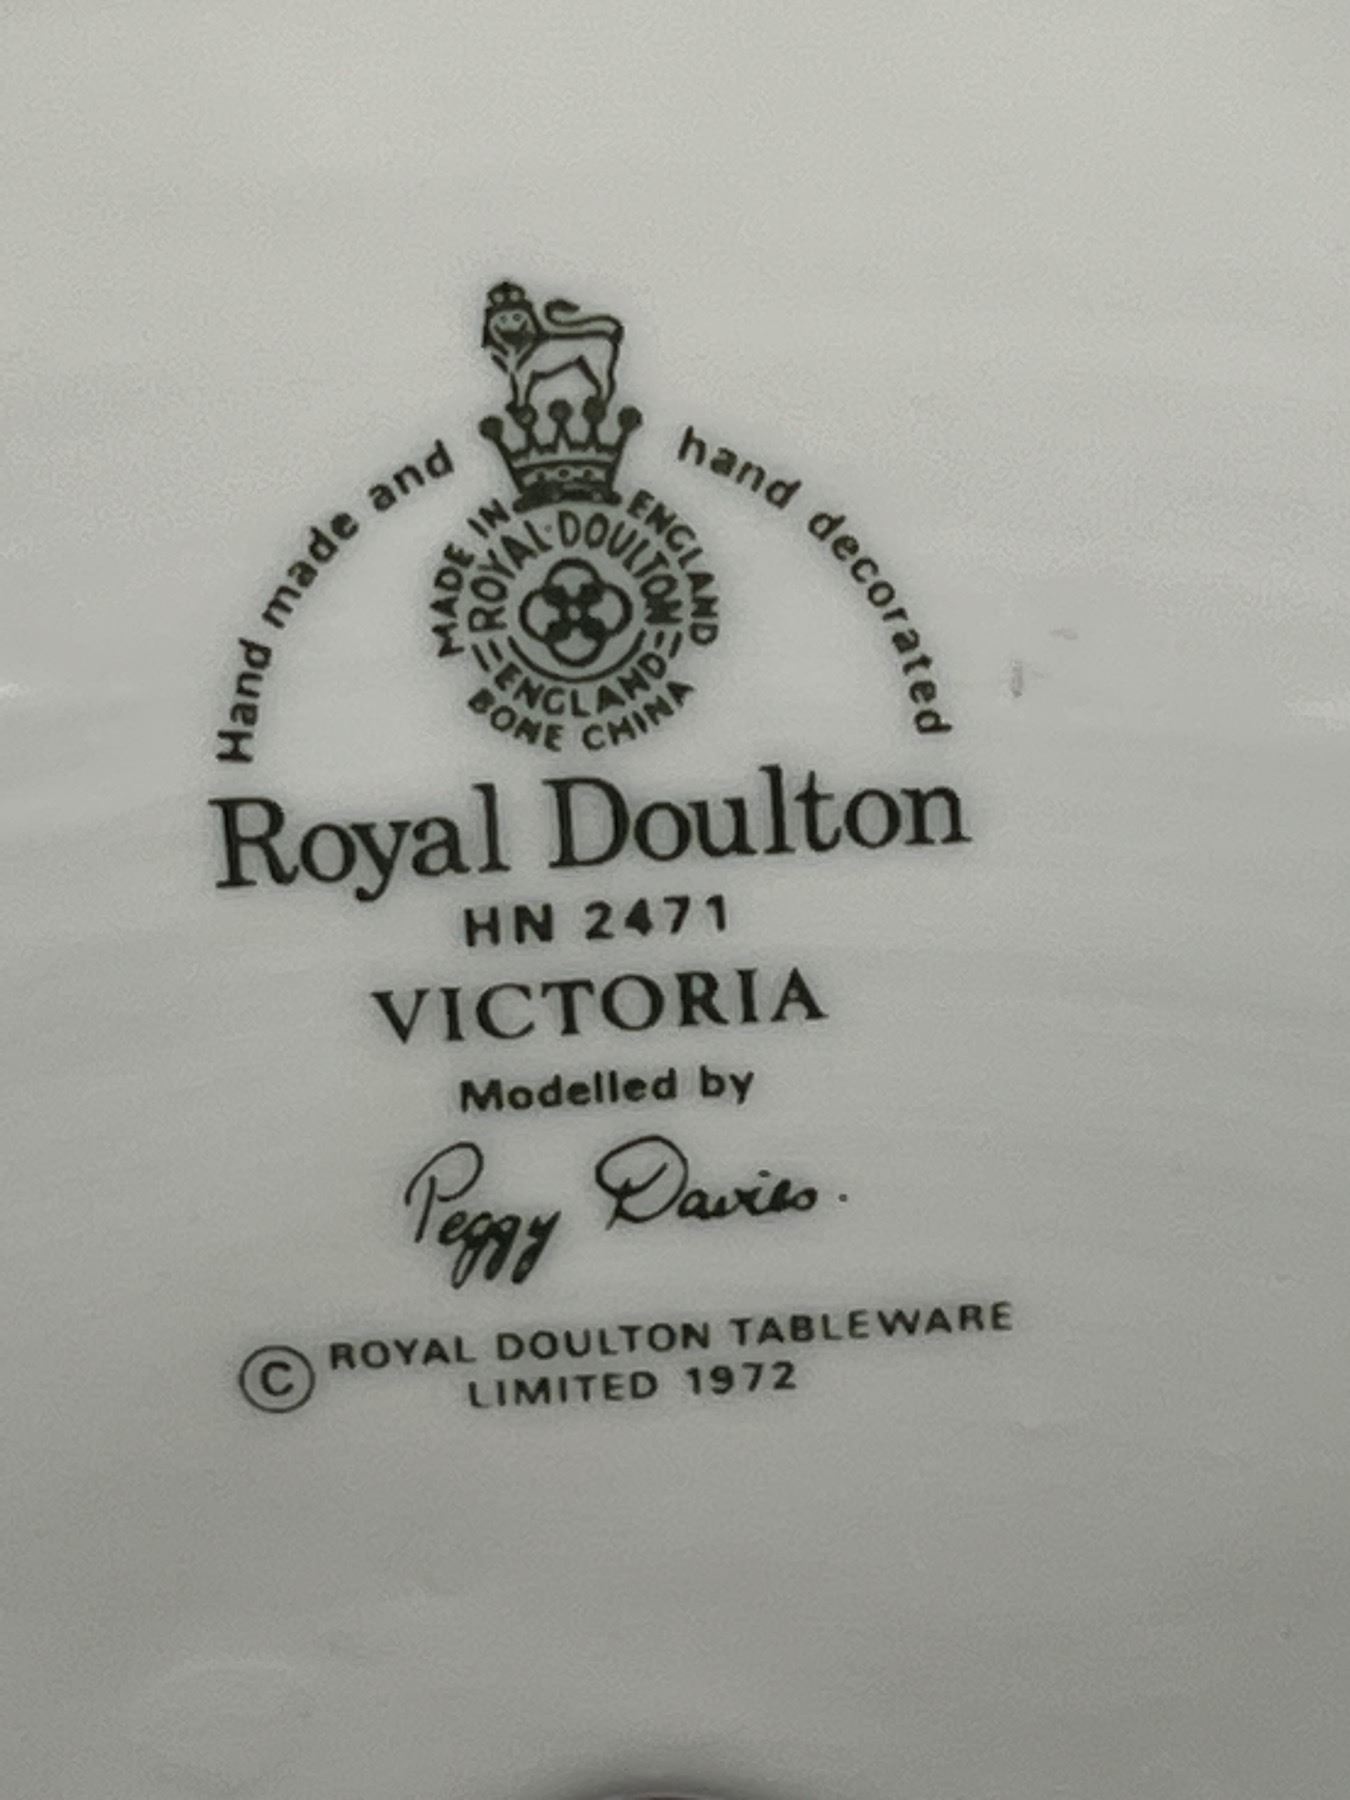 Hand made and hand decorated
MADE IN ENGLAND
ROYAL·DOULTON
ENGLAND
BONE CHINA
Royal Doulton
HN 2471
VICTORIA
Modelled by
Peggy Davies.
© ROYAL DOULTON TABLEWARE
LIMITED 1972